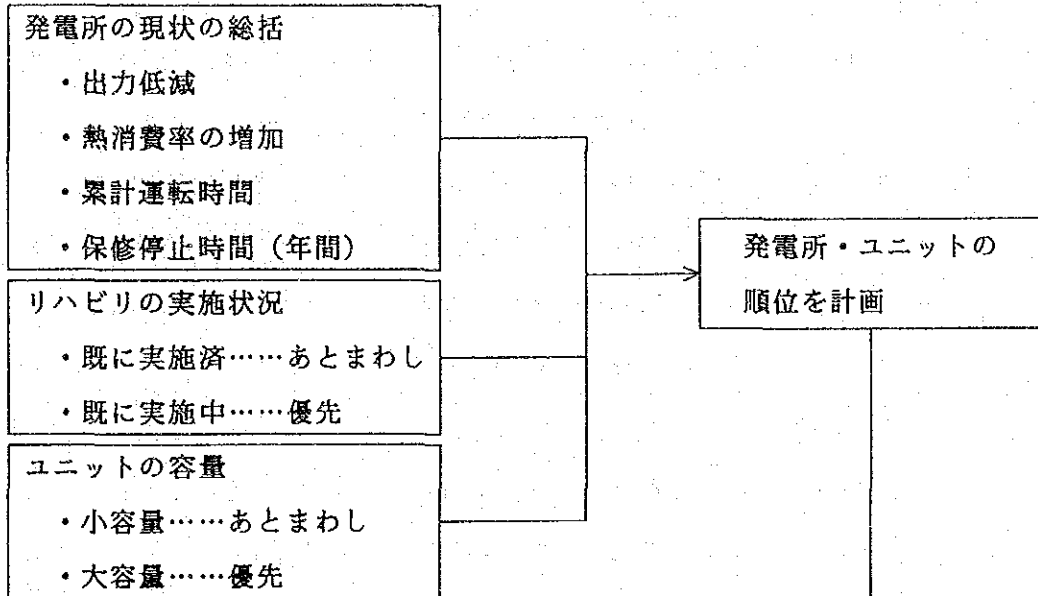 発電所の現状の総括
・出力低減
・熱消費率の増加
・累計運転時間
・保修停止時間（年間）
リハビリの実施状況
・既に実施済……あとまわし
・既に実施中……優先
ユニットの容量
・小容量……あとまわし
・大容量……優先
発電所・ユニットの
順位を計画